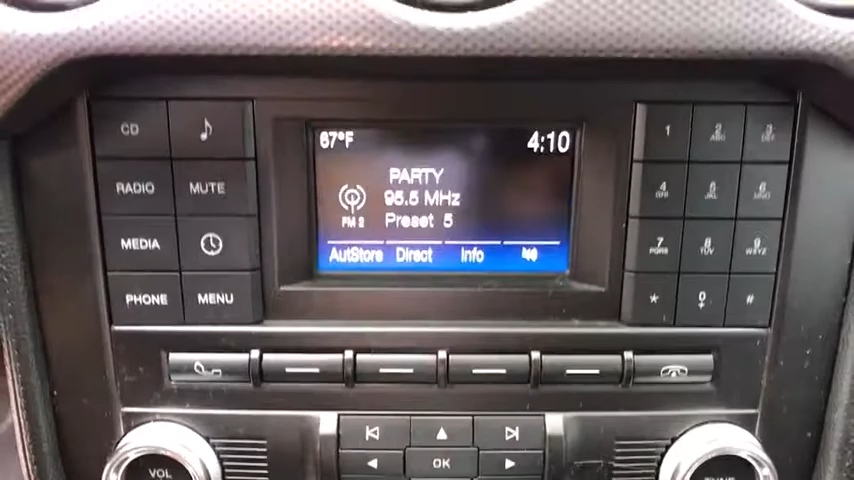 CD
RADIO
MUTE
MEDIA
PHONE
MENU
67°F
4:10
PARTY
95.5 MHz
Preset 5
FM 2
AutStore Direct Info
1
2 ABC
3 DEF
4 GHI
5 JKL
6 MNO
7 PQRS
8 TUV
9 WXYZ
*
0 +
#
OK
VOL
TUNE